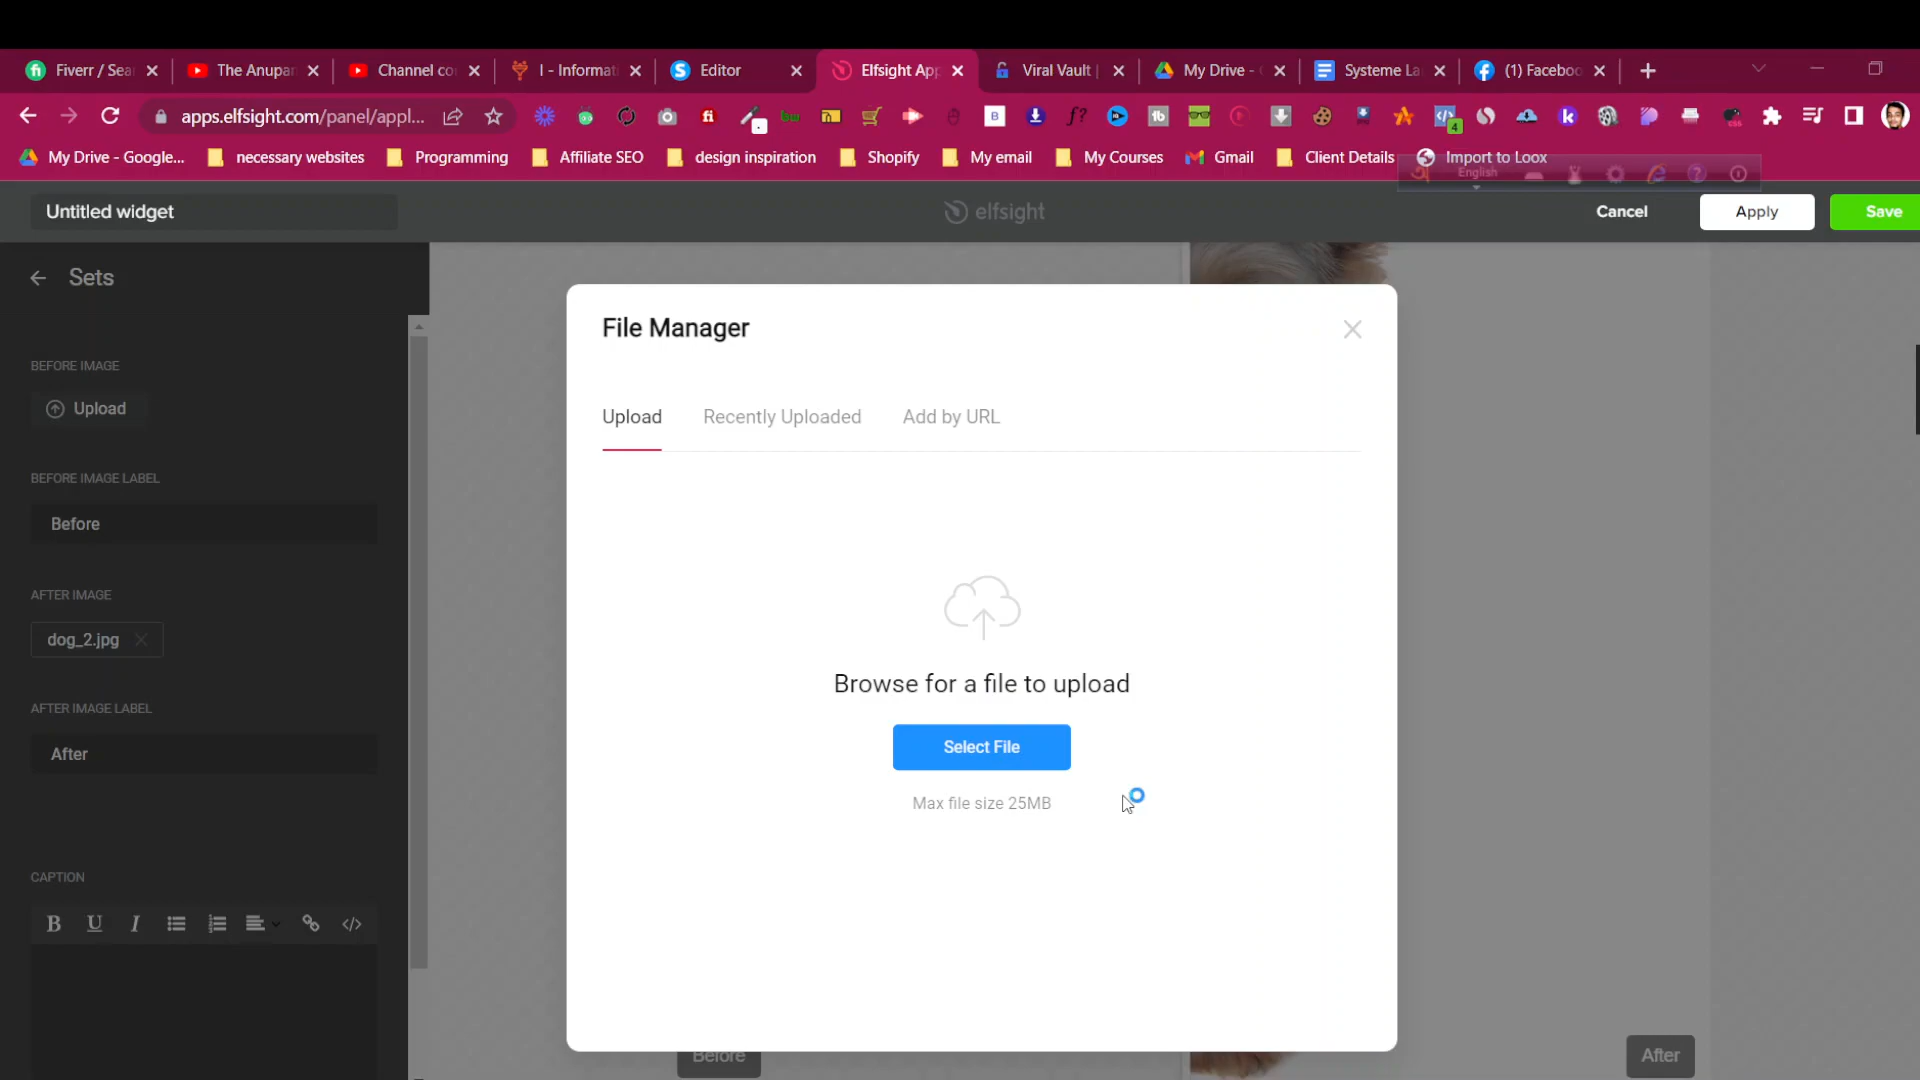 Fiverr / Sea
The Anupa
Channel co
I - Informat
Editor
Elfsight App
Viral Vault |
My Drive -
Systeme La
(1) Faceboo
apps.elfsight.com/panel/appl...
My Drive - Google...
necessary websites
Programming
Affiliate SEO
design inspiration
Shopify
My email
My Courses
Gmail
Client Details
Import to Loox
English
Untitled widget
elfsight
Cancel
Apply
Save
Sets
BEFORE IMAGE
Upload
BEFORE IMAGE LABEL
Before
AFTER IMAGE
dog_2.jpg
AFTER IMAGE LABEL
After
CAPTION
B U I
File Manager
Upload
Recently Uploaded
Add by URL
Browse for a file to upload
Select File
Max file size 25MB
Before
After